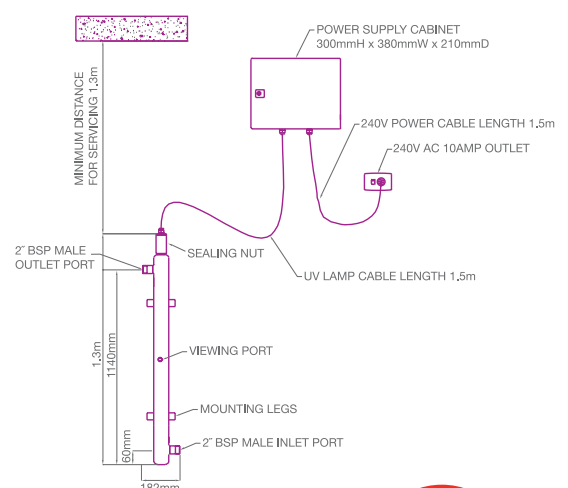 POWER SUPPLY CABINET
300mmH x 380mmW x 210mmD
MINIMUM DISTANCE
FOR SERVICING 1.3m
240V POWER CABLE LENGTH 1.5m
240V AC 10AMP OUTLET
2˝ BSP MALE
OUTLET PORT
SEALING NUT
UV LAMP CABLE LENGTH 1.5m
1.3m
1140mm
VIEWING PORT
MOUNTING LEGS
60mm
2˝ BSP MALE INLET PORT
182mm